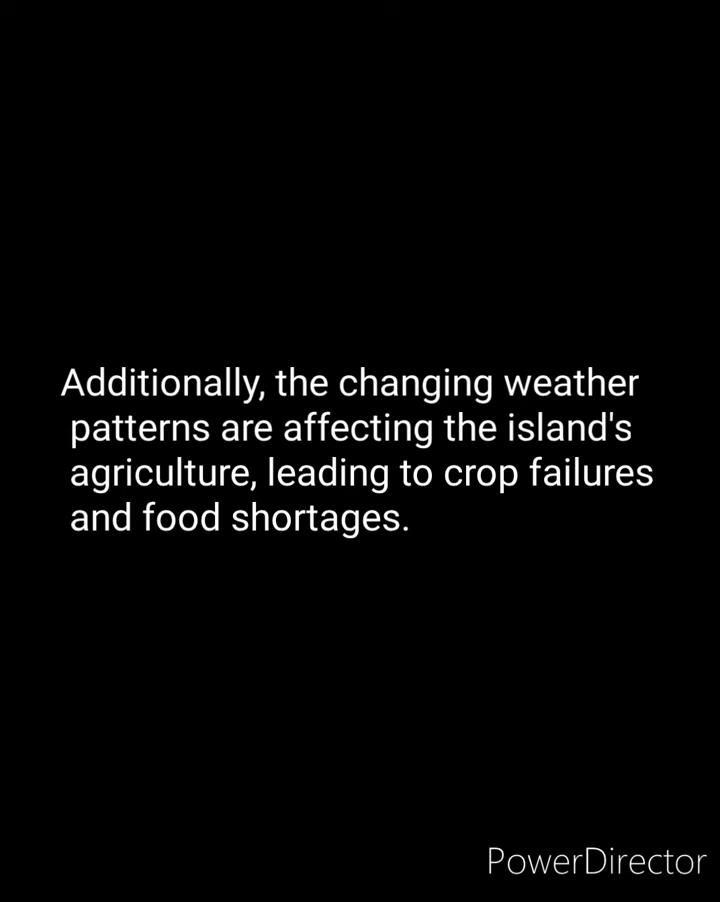 Additionally, the changing weather
patterns are affecting the island's
agriculture, leading to crop failures
and food shortages.
PowerDirector